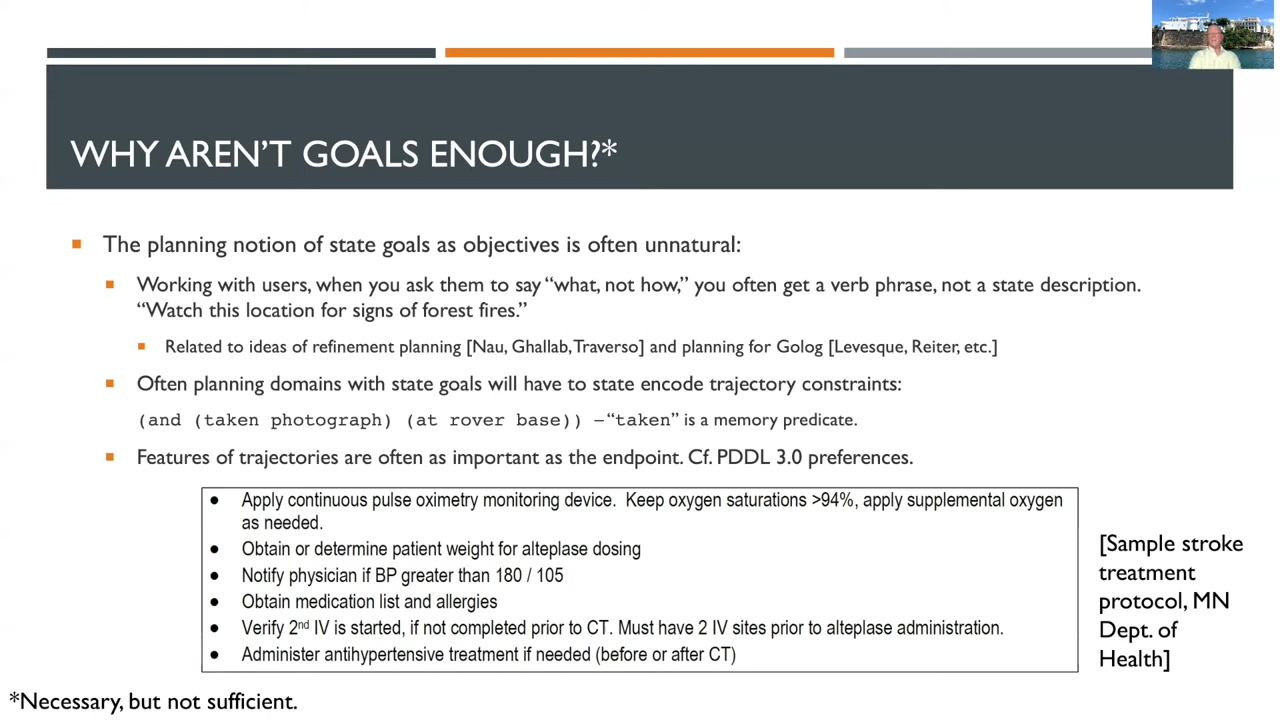 WHY AREN'T GOALS ENOUGH?*
▪ The planning notion of state goals as objectives is often unnatural:
▪ Working with users, when you ask them to say “what, not how,” you often get a verb phrase, not a state description.
“Watch this location for signs of forest fires.”
▪ Related to ideas of refinement planning [Nau, Ghallab, Traverso] and planning for Golog [Levesque, Reiter, etc.]
▪ Often planning domains with state goals will have to state encode trajectory constraints:
(and (taken photograph) (at rover base)) –“taken” is a memory predicate.
▪ Features of trajectories are often as important as the endpoint. Cf. PDDL 3.0 preferences.
● Apply continuous pulse oximetry monitoring device. Keep oxygen saturations >94%, apply supplemental oxygen
as needed.
● Obtain or determine patient weight for alteplase dosing
● Notify physician if BP greater than 180 / 105
● Obtain medication list and allergies
● Verify 2nd IV is started, if not completed prior to CT. Must have 2 IV sites prior to alteplase administration.
● Administer antihypertensive treatment if needed (before or after CT)
[Sample stroke
treatment
protocol, MN
Dept. of
Health]
*Necessary, but not sufficient.